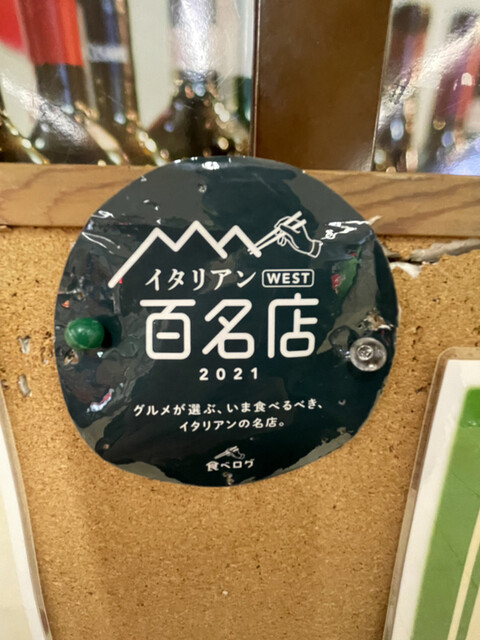 イタリアン WEST
百名店
2021
グルメが選ぶ、いま食べるべき、
イタリアンの名店。
食べログ